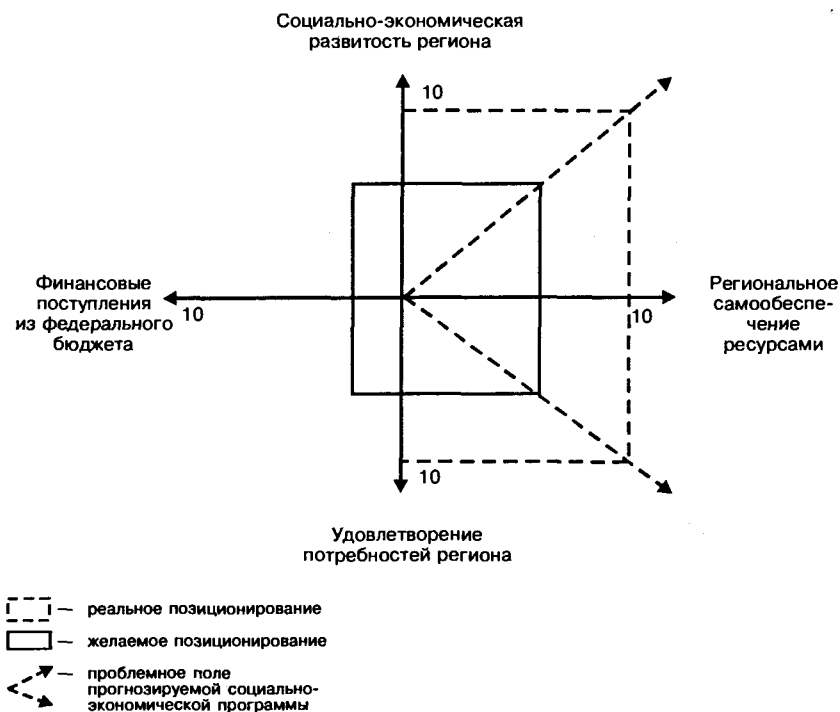 Социально-экономическая
развитость региона
10
Финансовые
поступления
из федерального
бюджета
10
10
Региональное
самообеспе-
чение
ресурсами
10
Удовлетворение
потребностей региона
— реальное позиционирование
— желаемое позиционирование
— проблемное поле
прогнозируемой социально-
экономической программы